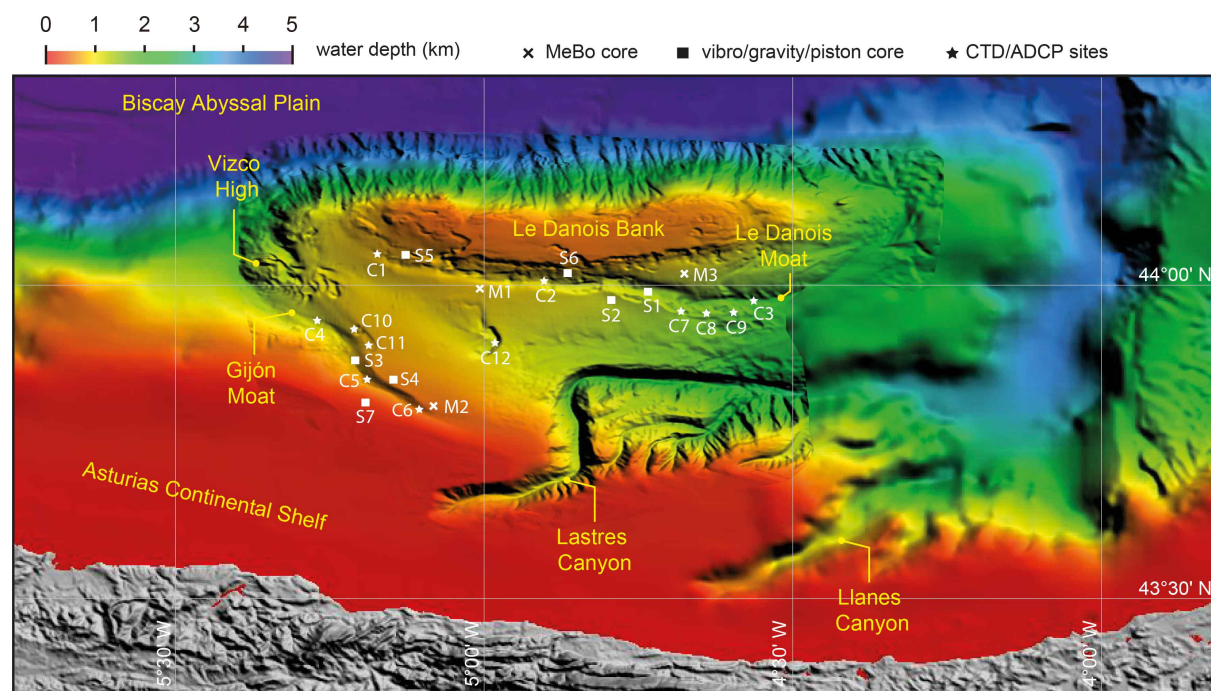 0 1 2 3 4 5
water depth (km)
MeBo core
vibro/gravity/piston core
CTD/ADCP sites
Biscay Abyssal Plain
Vizco
High
Le Danois Bank
Le Danois
Moat
C1
S5
S6
C2
M3
M1
S1
S2
C7
C8
C9
C3
44°00' N
C4
C10
C11
C12
S3
C5
S4
S7
C6
M2
Gijón
Moat
Asturias Continental Shelf
Lastres
Canyon
Llanes
Canyon
43°30' N
5°30' W
5°00' W
4°30' W
4°00' W